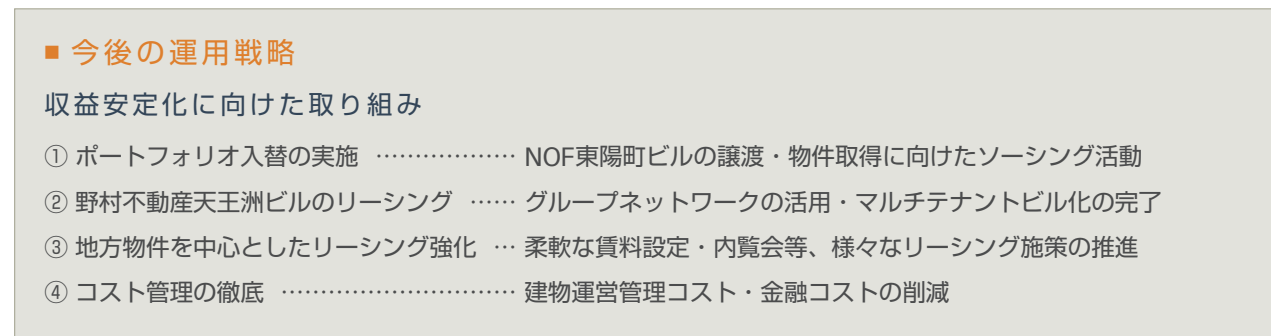 ■ 今後の運用戦略
収益安定化に向けた取り組み
① ポートフォリオ入替の実施 ……………… NOF東陽町ビルの譲渡・物件取得に向けたソーシング活動
② 野村不動産天王洲ビルのリーシング …… グループネットワークの活用・マルチテナントビル化の完了
③ 地方物件を中心としたリーシング強化 … 柔軟な賃料設定・内覧会等、様々なリーシング施策の推進
④ コスト管理の徹底 ………………………… 建物運営管理コスト・金融コストの削減